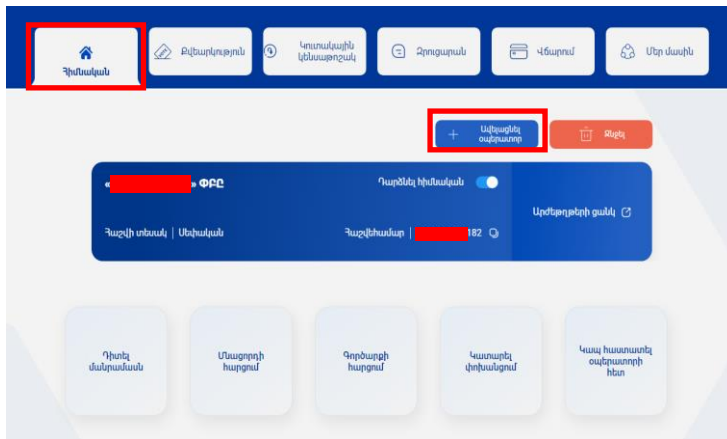 Հիմնական
Քվեարկություն
Կուտակային
կենսաթոշակ
Զրուցարան
Վճարում
Մեր մասին
Ավելացնել
օպերատոր
Ջնջել
« » ՓԲԸ
Դարձնել հիմնական
Արժեթղթերի ցանկ
Հաշվի տեսակ | Սեփական
Հաշվեհամար | 182
Դիտել
մանրամասն
Մնացորդի
հարցում
Գործարքի
հարցում
Կատարել
փոխանցում
Կապ հաստատել
օպերատորի
հետ